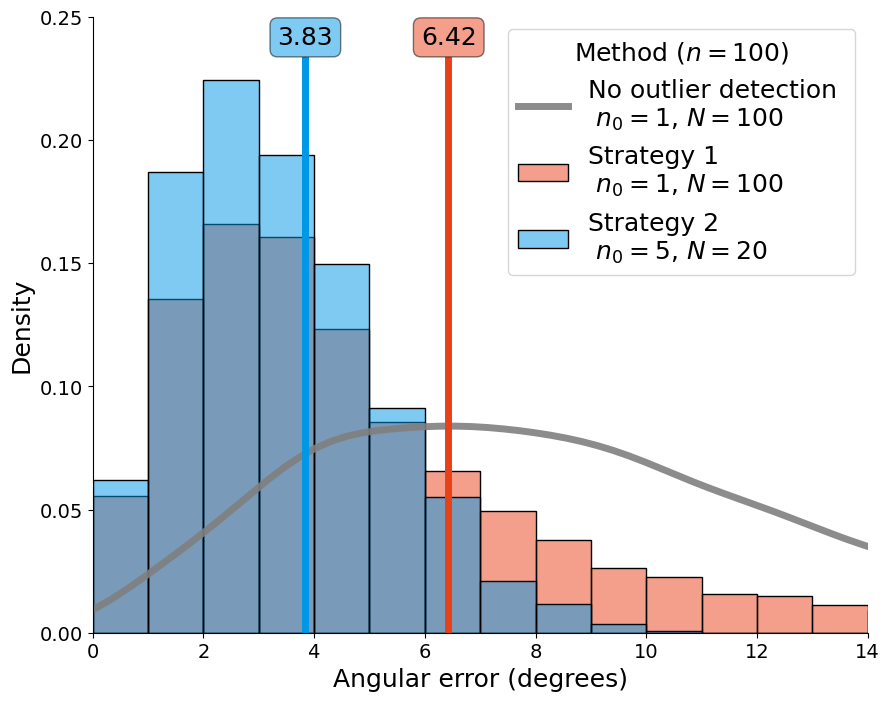 3.83
6.42
Method (n = 100)
No outlier detection
n₀ = 1, N = 100
Strategy 1
n₀ = 1, N = 100
Strategy 2
n₀ = 5, N = 20
0.25
0.20
0.15
0.10
0.05
0.00
Density
0 2 4 6 8 10 12 14
Angular error (degrees)